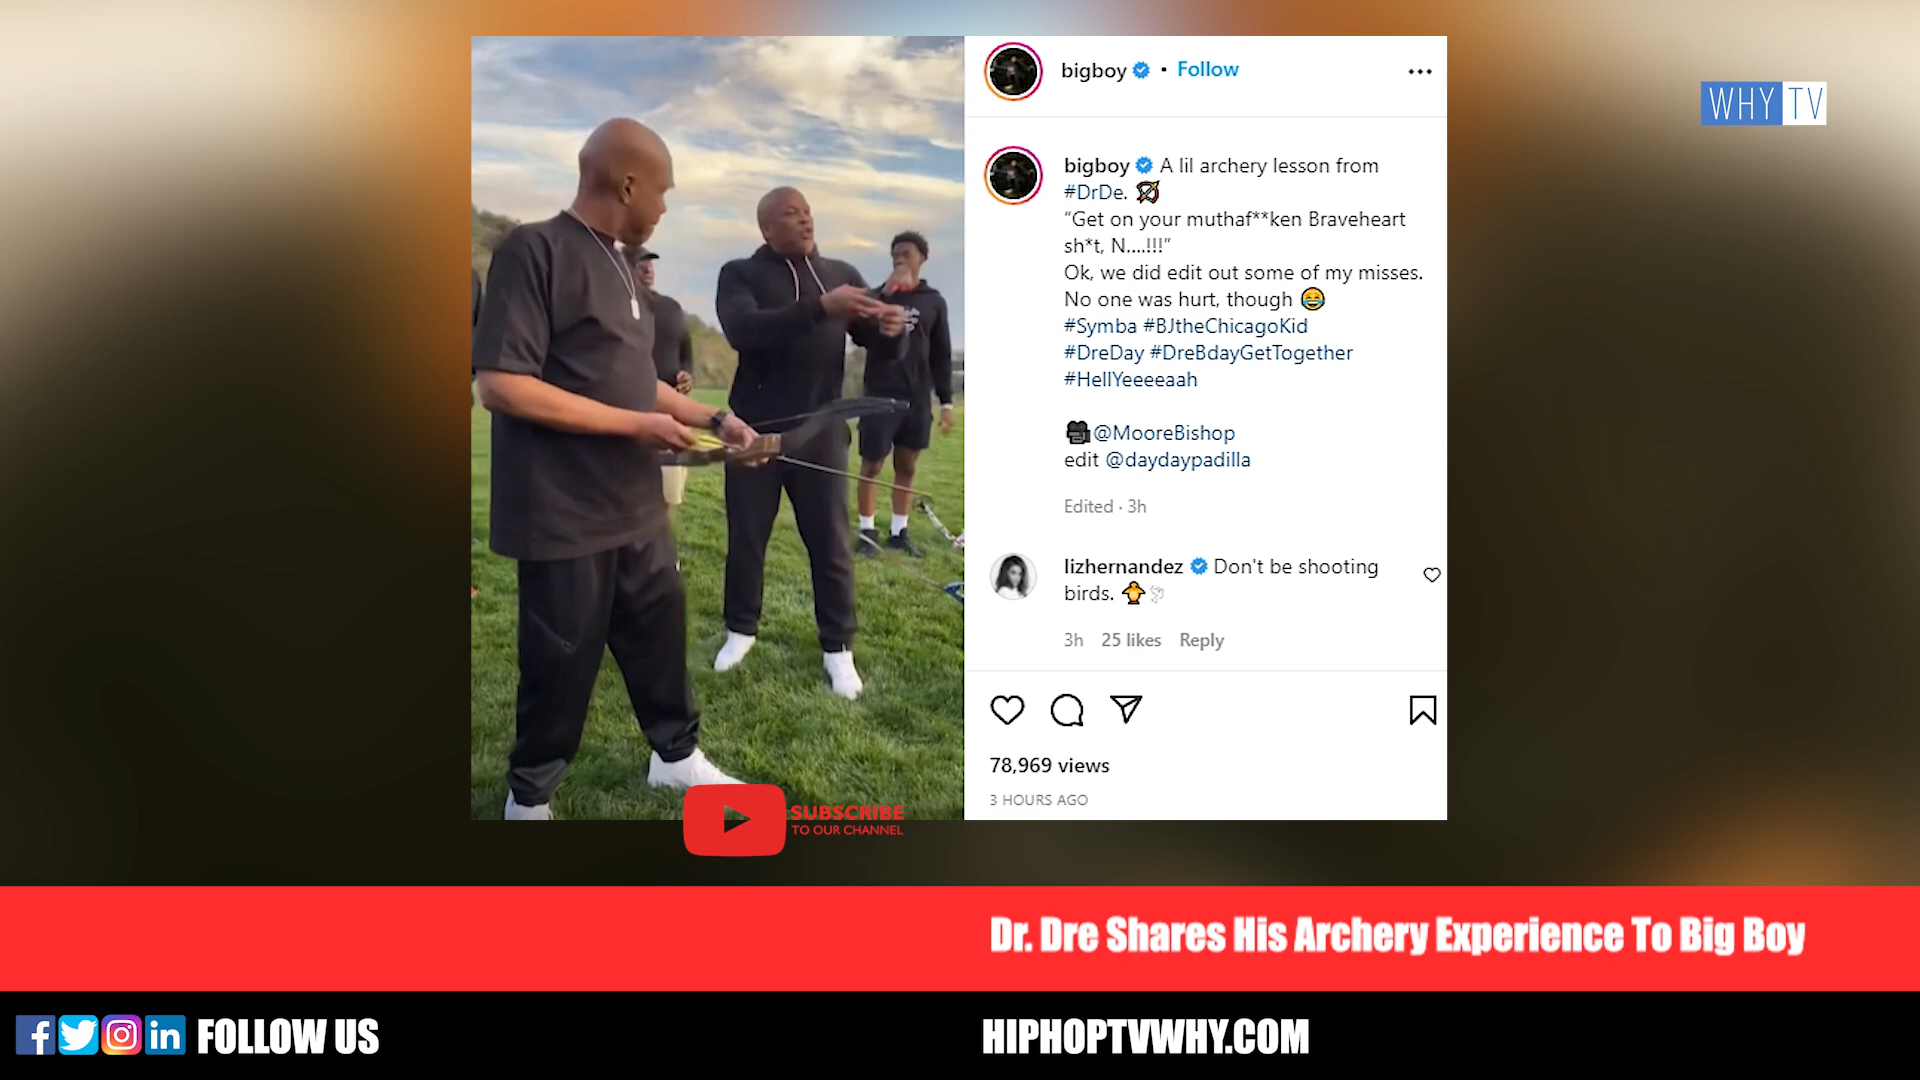 bigboy • Follow
WHY TV
bigboy A lil archery lesson from
#DrDe.
“Get on your muthaf**ken Braveheart
sh*t, N....!!!”
Ok, we did edit out some of my misses.
No one was hurt, though 😂
#Symba #BJtheChicagoKid
#DreDay #DreBdayGetTogether
#HellYeeeeaah
@MooreBishop
edit @daydaypadilla
Edited · 3h
lizhernandez Don't be shooting
birds.
3h 25 likes Reply
78,969 views
3 HOURS AGO
SUBSCRIBE
TO OUR CHANNEL
Dr. Dre Shares His Archery Experience To Big Boy
FOLLOW US
HIPHOPTVWHY.COM